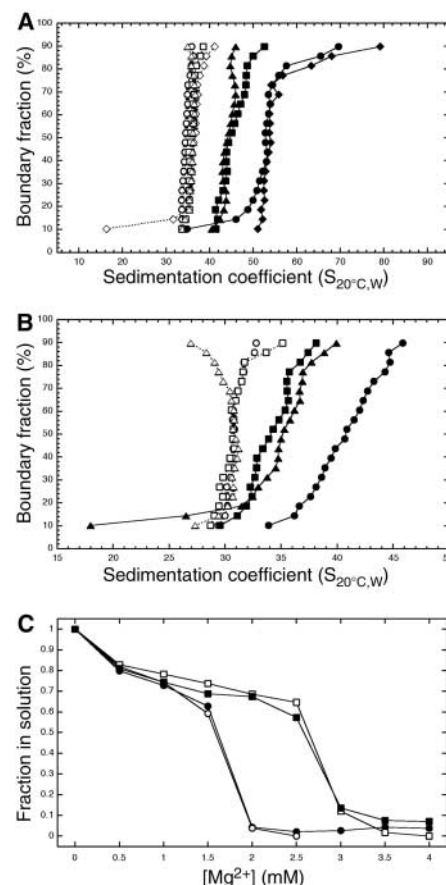 A
Boundary fraction (%)
100
90
80
70
60
50
40
30
20
10
0
10 20 30 40 50 60 70 80 90
Sedimentation coefficient (S20°C,W)
B
Boundary fraction (%)
100
90
80
70
60
50
40
30
20
10
0
15 20 25 30 35 40 45 50
Sedimentation coefficient (S20°C,W)
C
Fraction in solution
1
0.9
0.8
0.7
0.6
0.5
0.4
0.3
0.2
0.1
0
0 0.5 1 1.5 2 2.5 3 3.5 4
[Mg2+] (mM)